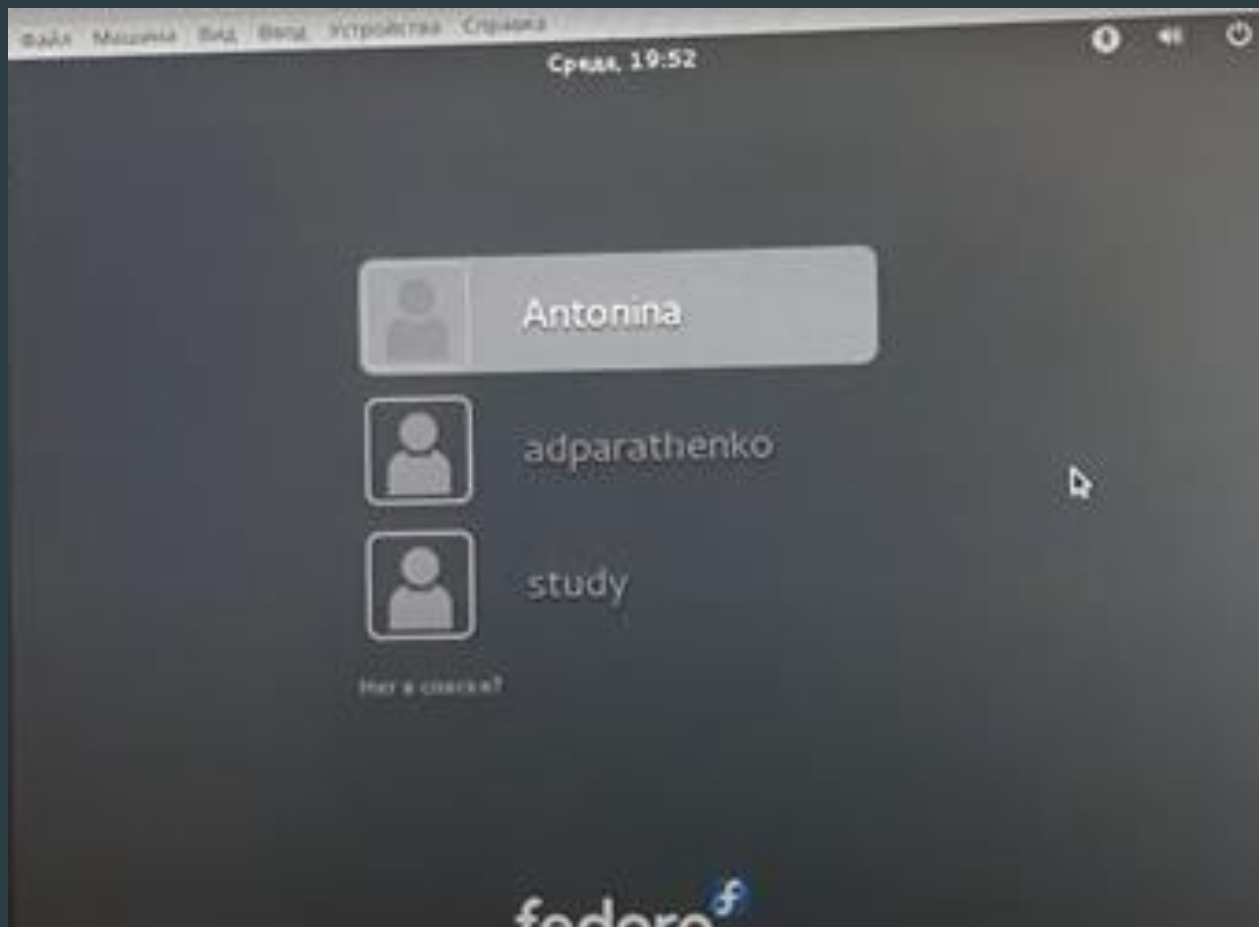 Файл Машина Вид Ввод Устройства Справка
Среда, 19:52
Antonina
adparathenko
study
Нет в списке?
fedora